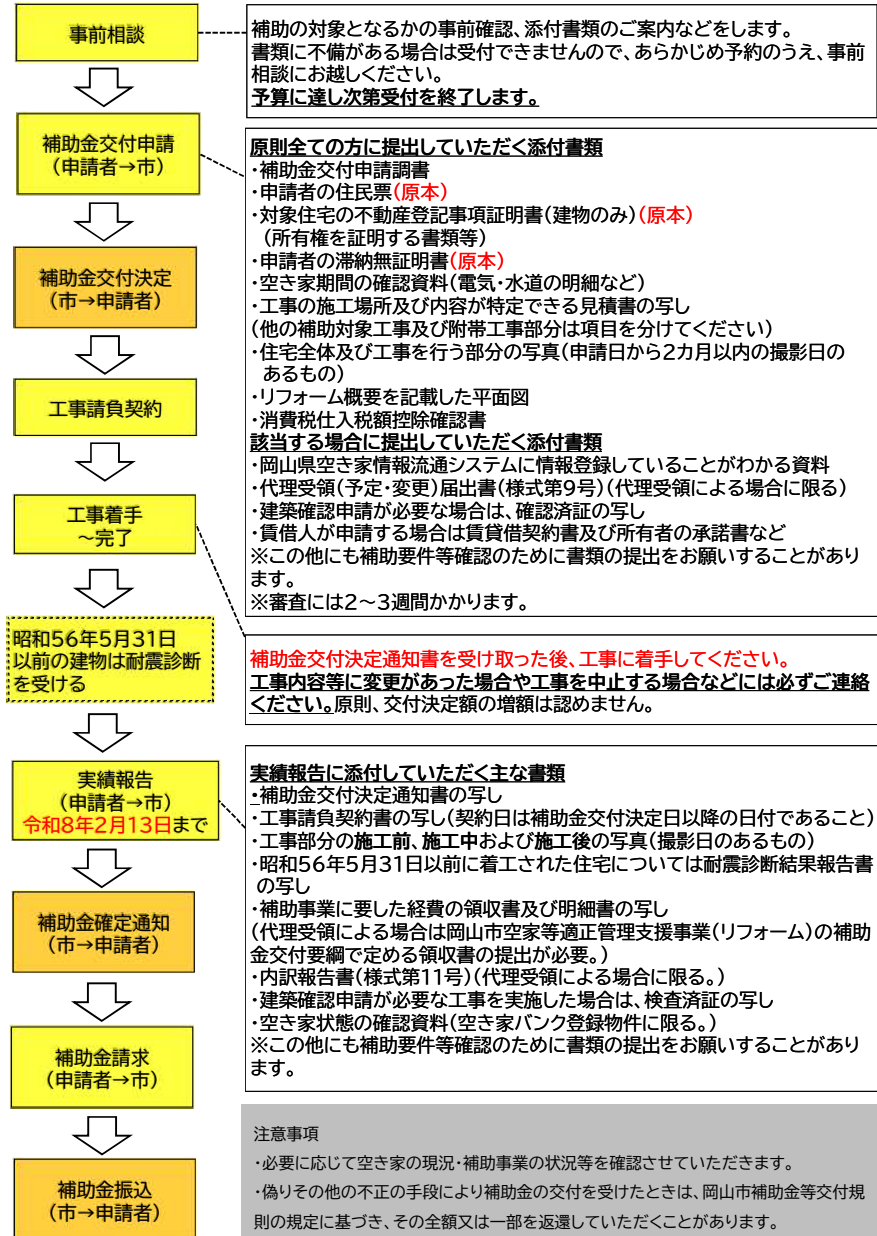 事前相談
補助の対象となるかの事前確認、添付書類のご案内などをします。
書類に不備がある場合は受付できませんので、あらかじめ予約のうえ、事前
相談にお越しください。
予算に達し次第受付を終了します。
補助金交付申請
(申請者→市)
原則全ての方に提出していただく添付書類
・補助金交付申請調書
・申請者の住民票(原本)
・対象住宅の不動産登記事項証明書(建物のみ)(原本)
(所有権を証明する書類等)
・申請者の滞納無証明書(原本)
・空き家期間の確認資料(電気・水道の明細など)
・工事の施工場所及び内容が特定できる見積書の写し
(他の補助対象工事及び附帯工事部分は項目を分けてください)
・住宅全体及び工事を行う部分の写真(申請日から2カ月以内の撮影日の
あるもの)
・リフォーム概要を記載した平面図
・消費税仕入税額控除確認書
該当する場合に提出していただく添付書類
・岡山県空き家情報流通システムに情報登録していることがわかる資料
・代理受領(予定・変更)届出書(様式第9号)(代理受領による場合に限る)
・建築確認申請が必要な場合は、確認済証の写し
・賃借人が申請する場合は賃貸借契約書及び所有者の承諾書など
※この他にも補助要件等確認のために書類の提出をお願いすることがあり
ます。
※審査には2～3週間かかります。
補助金交付決定
(市→申請者)
工事請負契約
工事着手
～完了
補助金交付決定通知書を受け取った後、工事に着手してください。
工事内容等に変更があった場合や工事を中止する場合などには必ずご連絡
ください。原則、交付決定額の増額は認めません。
昭和56年5月31日
以前の建物は耐震診断
を受ける
実績報告
(申請者→市)
令和8年2月13日まで
実績報告に添付していただく主な書類
・補助金交付決定通知書の写し
・工事請負契約書の写し(契約日は補助金交付決定日以降の日付であること)
・工事部分の施工前、施工中および施工後の写真(撮影日のあるもの)
・昭和56年5月31日以前に着工された住宅については耐震診断結果報告書
の写し
・補助事業に要した経費の領収書及び明細書の写し
(代理受領による場合は岡山市空家等適正管理支援事業(リフォーム)の補助
金交付要綱で定める領収書の提出が必要。)
・内訳報告書(様式第11号)(代理受領による場合に限る。)
・建築確認申請が必要な工事を実施した場合は、検査済証の写し
・空き家状態の確認資料(空き家バンク登録物件に限る。)
※この他にも補助要件等確認のために書類の提出をお願いすることがあり
ます。
補助金確定通知
(市→申請者)
補助金請求
(申請者→市)
補助金振込
(市→申請者)
注意事項
・必要に応じて空き家の現況・補助事業の状況等を確認させていただきます。
・偽りその他の不正の手段により補助金の交付を受けたときは、岡山市補助金等交付規
則の規定に基づき、その全額又は一部を返還していただくことがあります。